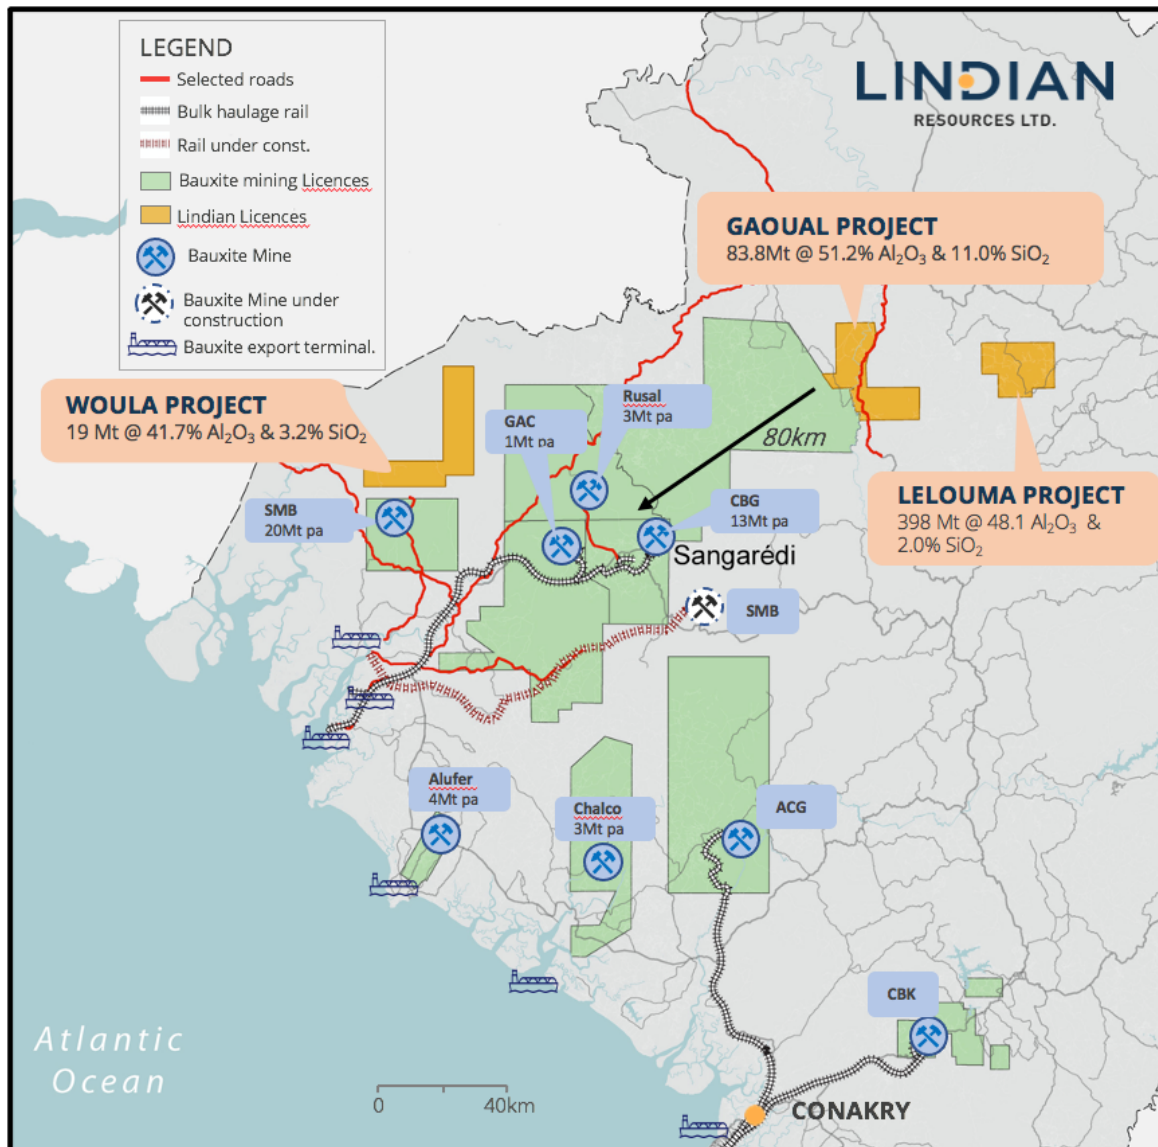 LEGEND
Selected roads
Bulk haulage rail
Rail under const.
Bauxite mining Licences
Lindian Licences
Bauxite Mine
Bauxite Mine under
construction
Bauxite export terminal.
LINDIAN
RESOURCES LTD.
GAOUAL PROJECT
83.8Mt @ 51.2% Al₂O₃ & 11.0% SiO₂
WOULA PROJECT
19 Mt @ 41.7% Al₂O₃ & 3.2% SiO₂
Rusal
3Mt pa
GAC
1Mt pa
80km
LELOUMA PROJECT
398 Mt @ 48.1 Al₂O₃ &
2.0% SiO₂
SMB
20Mt pa
CBG
13Mt pa
Sangarédi
SMB
Alufer
4Mt pa
Chalco
3Mt pa
ACG
CBK
Atlantic
Ocean
0 40km
CONAKRY